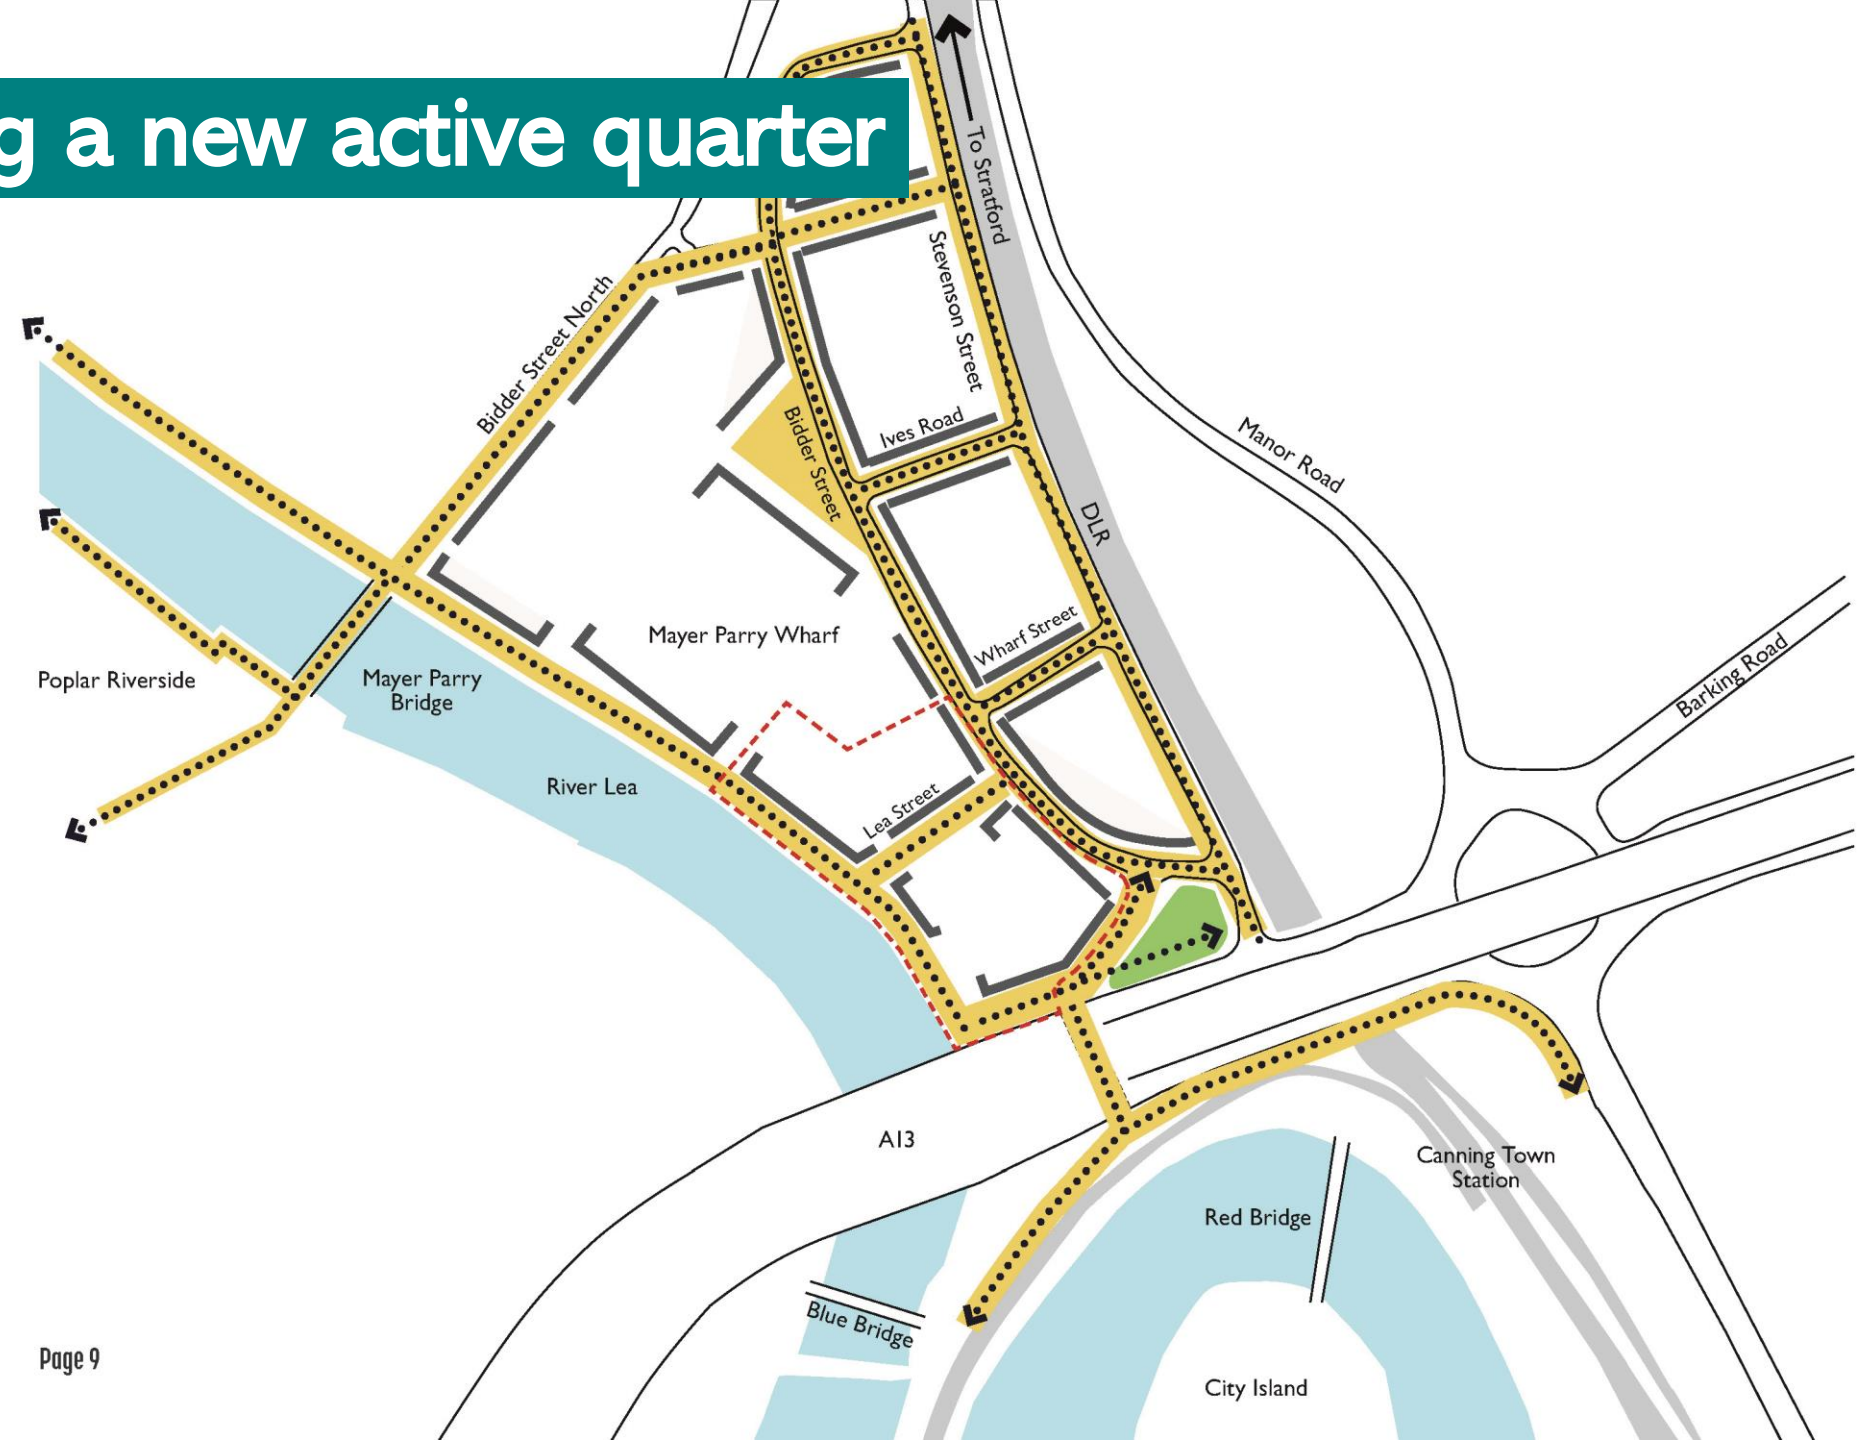 g a new active quarter
To Stratford
Stevenson Street
Bidder Street North
Ives Road
Bidder Street
Manor Road
DLR
Wharf Street
Mayer Parry Wharf
Barking Road
Poplar Riverside
Mayer Parry
Bridge
River Lea
Lea Street
A13
Canning Town
Station
Red Bridge
Blue Bridge
City Island
Page 9